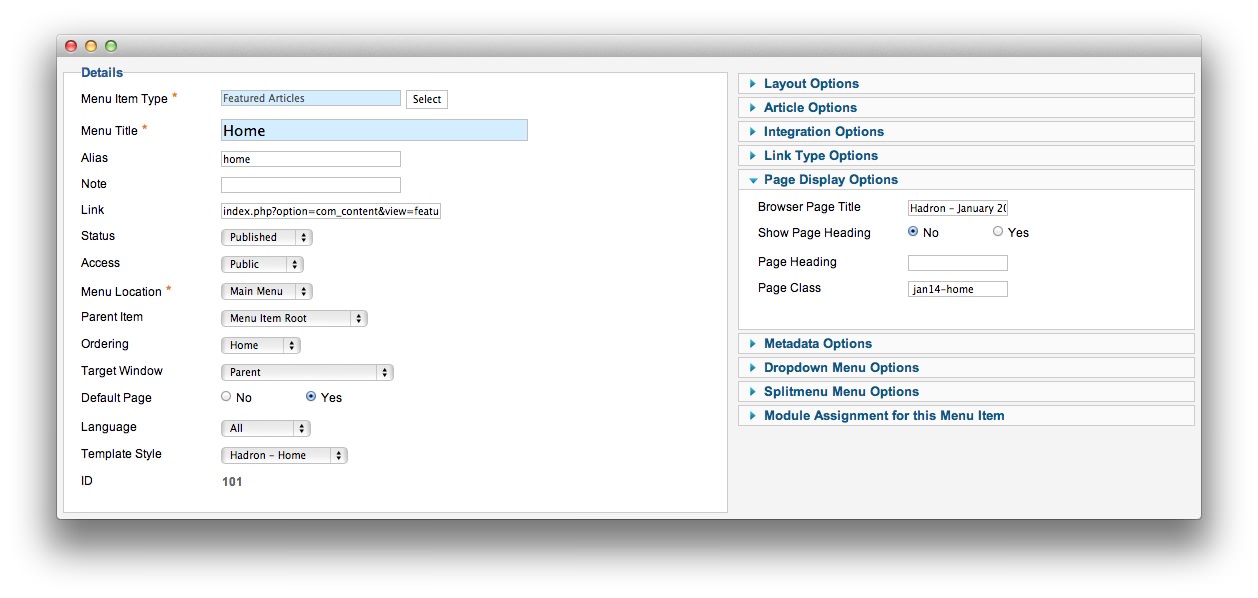 Details
Menu Item Type *
Featured Articles
Select
Menu Title *
Home
Alias
home
Note
Link
index.php?option=com_content&view=featu
Status
Published
Access
Public
Menu Location *
Main Menu
Parent Item
Menu Item Root
Ordering
Home
Target Window
Parent
Default Page
No
Yes
Language
All
Template Style
Hadron – Home
ID
101
Layout Options
Article Options
Integration Options
Link Type Options
Page Display Options
Browser Page Title
Hadron – January 20
Show Page Heading
No
Yes
Page Heading
Page Class
jan14-home
Metadata Options
Dropdown Menu Options
Splitmenu Menu Options
Module Assignment for this Menu Item